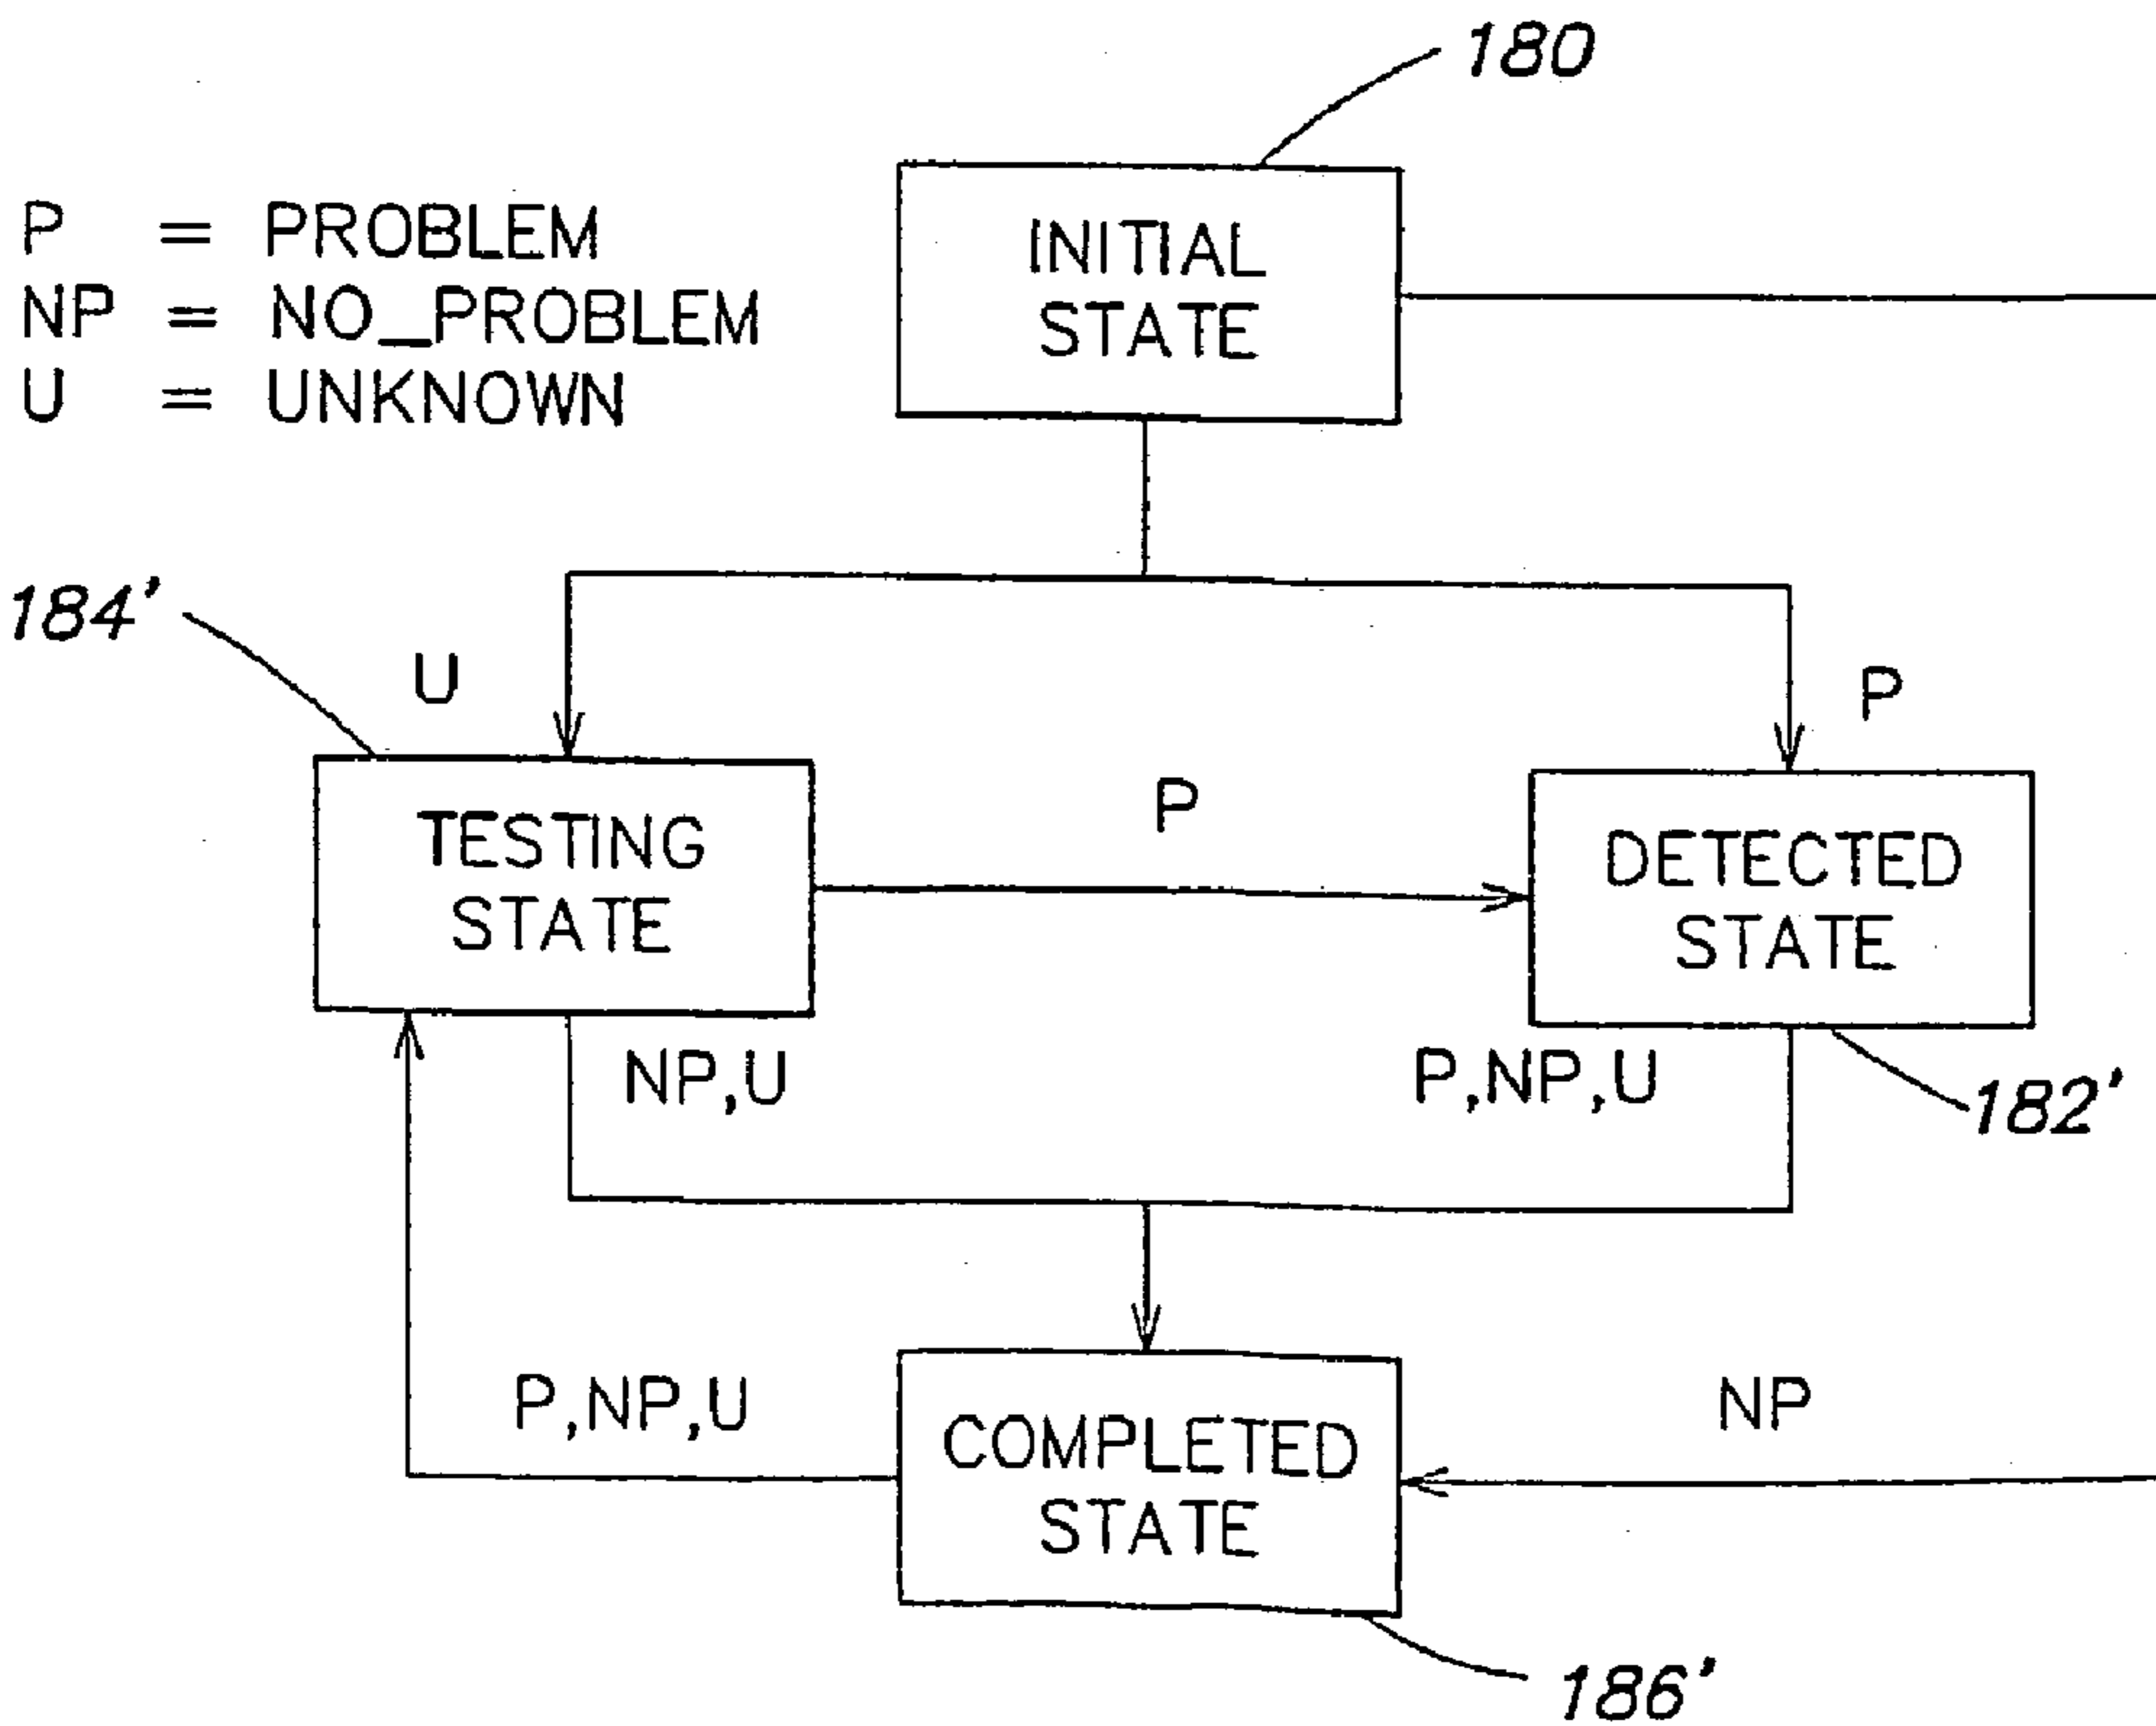 180
P = PROBLEM
NP = NO_PROBLEM
U = UNKNOWN
INITIAL
STATE
184'
U
P
TESTING
STATE
P
DETECTED
STATE
NP,U
P,NP,U
182'
P,NP,U
COMPLETED
STATE
NP
186'